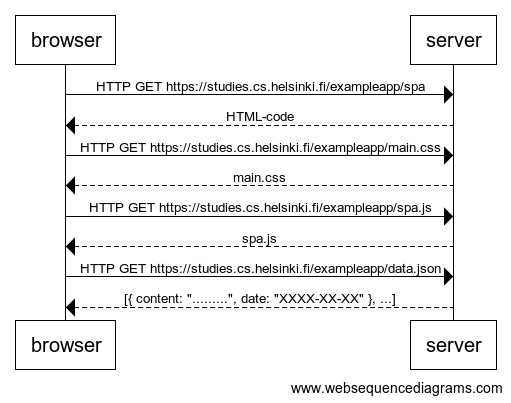 browser server
HTTP GET https://studies.cs.helsinki.fi/exampleapp/spa
HTML-code
HTTP GET https://studies.cs.helsinki.fi/exampleapp/main.css
main.css
HTTP GET https://studies.cs.helsinki.fi/exampleapp/spa.js
spa.js
HTTP GET https://studies.cs.helsinki.fi/exampleapp/data.json
[{ content: ".........", date: "XXXX-XX-XX" }, ...]
browser server
www.websequencediagrams.com